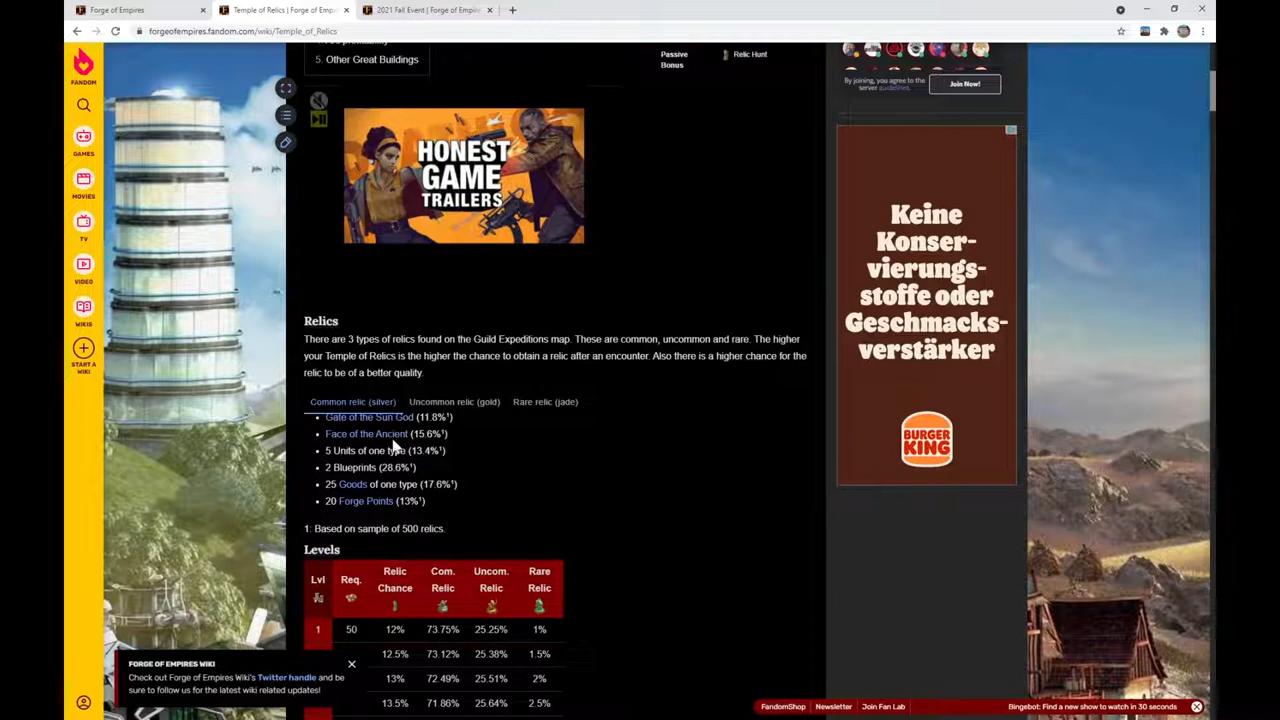 Forge of Empires
Temple of Relics | Forge of Emp
2021 Fall Event | Forge of Empire
forgeofempires.fandom.com/wiki/Temple_of_Relics
FANDOM
GAMES
MOVIES
TV
VIDEO
WIKIS
START A
WIKI
5. Other Great Buildings
Passive
Bonus
Relic Hunt
By joining, you agree to the
server guidelines.
Join Now!
HONEST
GAME
TRAILERS
Keine
Konser-
vierungs-
stoffe oder
Geschmacks-
verstärker
BURGER
KING
Relics
There are 3 types of relics found on the Guild Expeditions map. These are common, uncommon and rare. The higher
your Temple of Relics is the higher the chance to obtain a relic after an encounter. Also there is a higher chance for the
relic to be of a better quality.
Common relic (silver) Uncommon relic (gold) Rare relic (jade)
• Gate of the Sun God (11.8%¹)
• Face of the Ancient (15.6%¹)
• 5 Units of one type (13.4%¹)
• 2 Blueprints (28.6%¹)
• 25 Goods of one type (17.6%¹)
• 20 Forge Points (13%¹)
1: Based on sample of 500 relics.
Levels
Lvl Req. Relic Chance Com. Relic Uncom. Relic Rare Relic
1 50 12% 73.75% 25.25% 1%
12.5% 73.12% 25.38% 1.5%
13% 72.49% 25.51% 2%
13.5% 71.86% 25.64% 2.5%
FORGE OF EMPIRES WIKI
Check out Forge of Empires Wiki's Twitter handle and be
sure to follow us for the latest wiki related updates!
FandomShop Newsletter Join Fan Lab
Bingebot: Find a new show to watch in 30 seconds